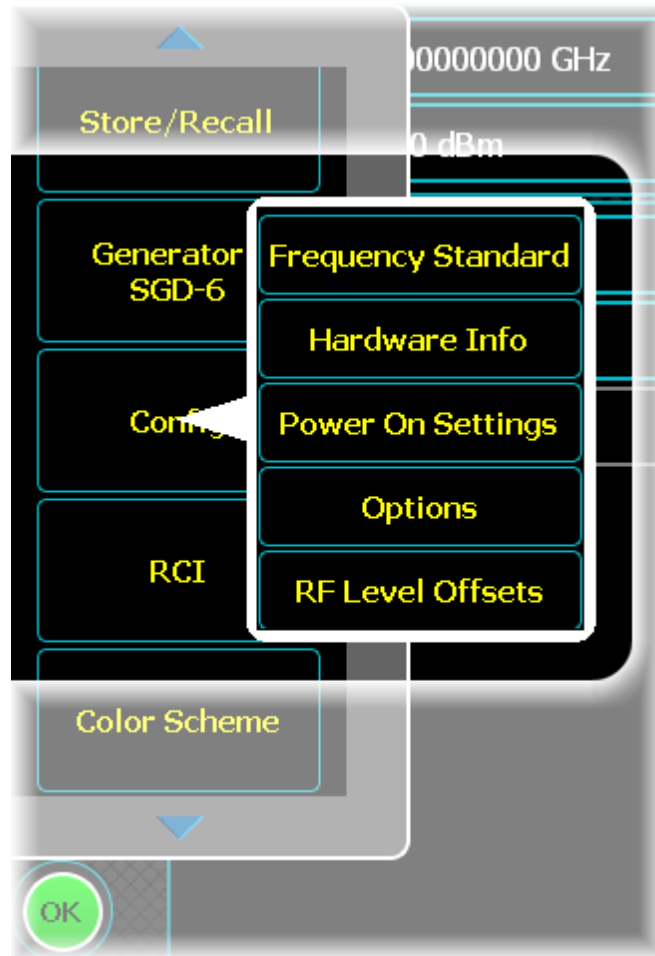 00000000 GHz
0 dBm
Store/Recall
Generator
SGD-6
Config
RCI
Color Scheme
Frequency Standard
Hardware Info
Power On Settings
Options
RF Level Offsets
OK